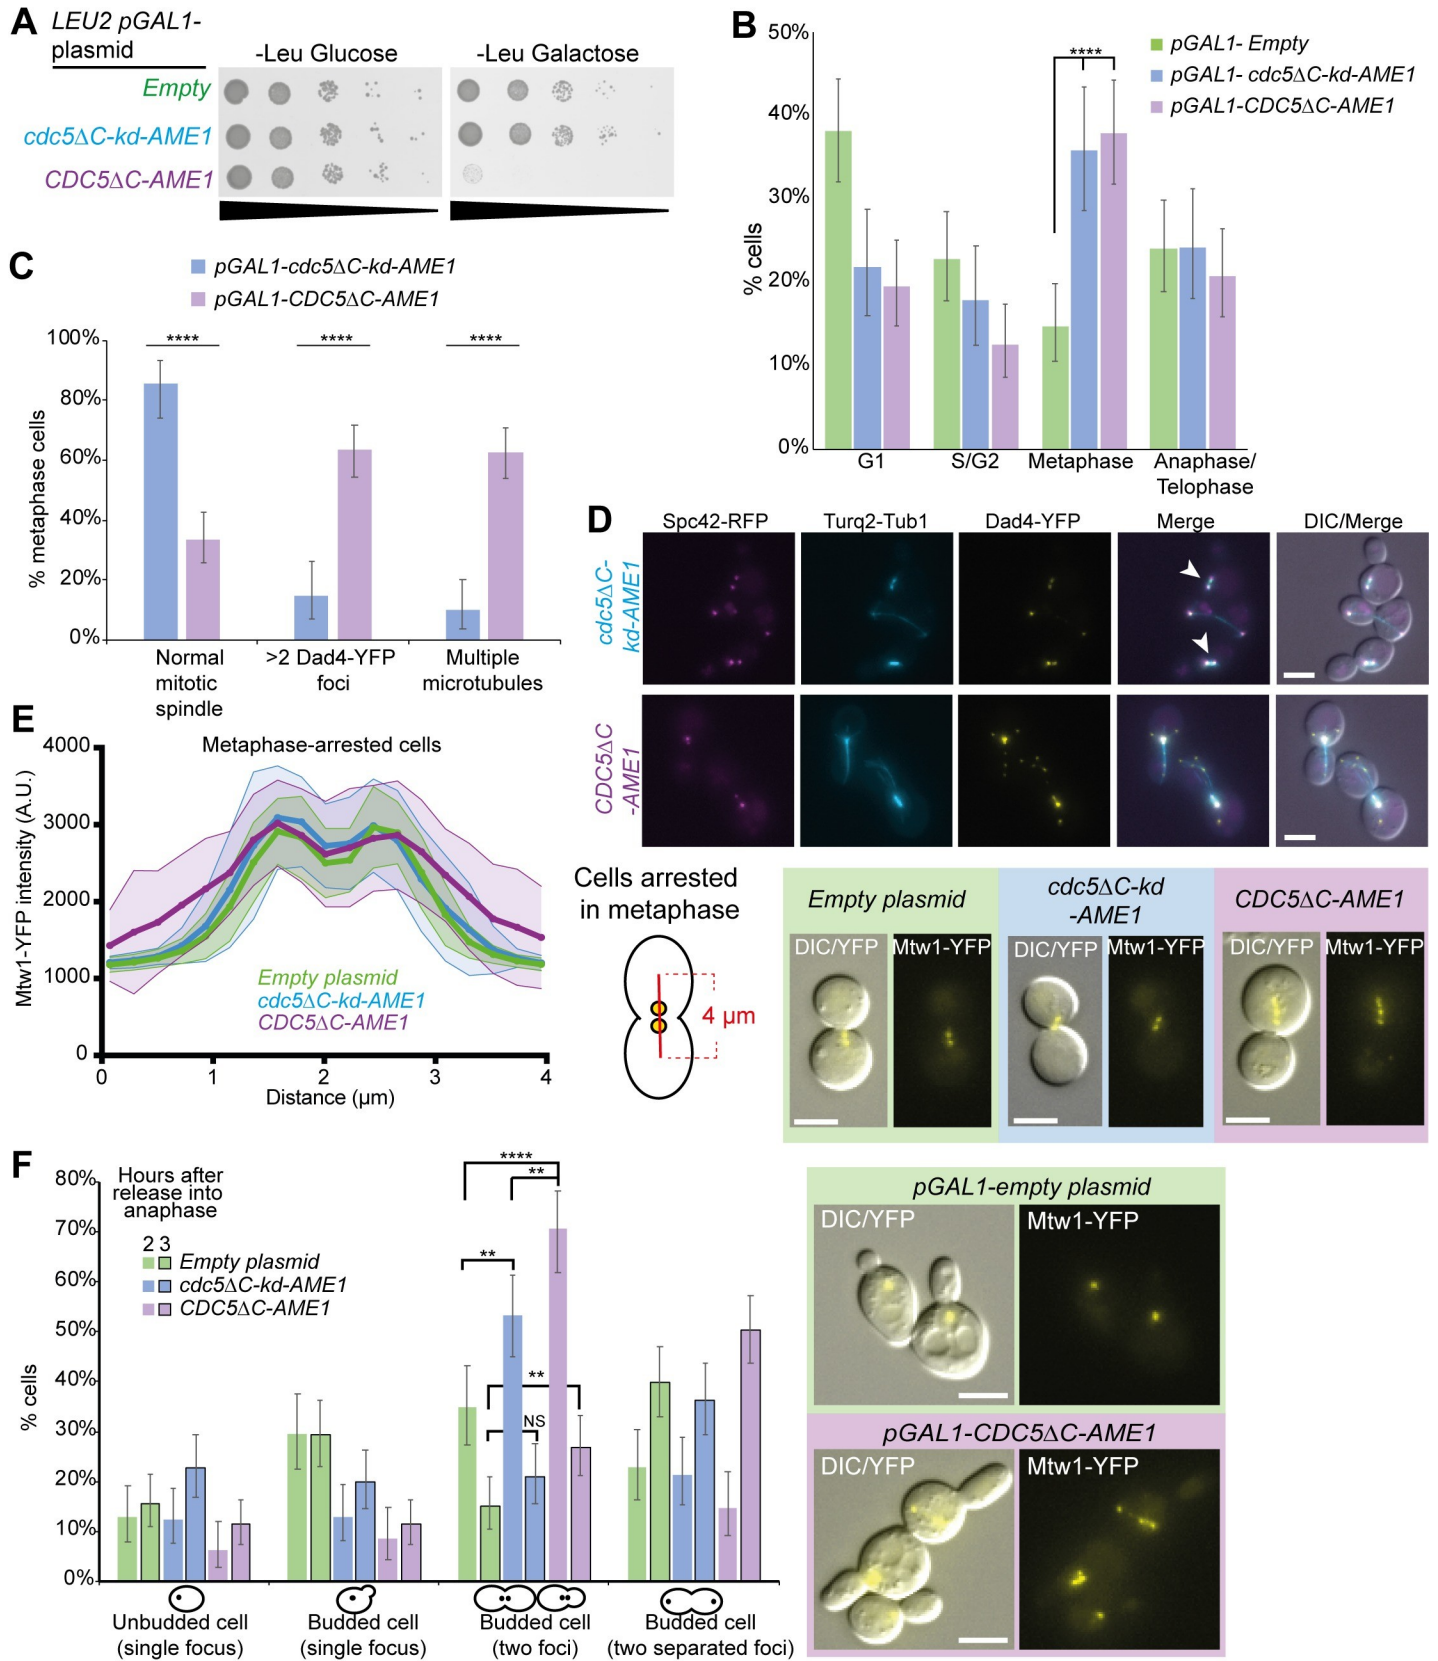 A
LEU2 pGAL1-
plasmid
-Leu Glucose
-Leu Galactose
Empty
cdc5ΔC-kd-AME1
CDC5ΔC-AME1
B
50%
40%
30%
20%
10%
0%
% cells
pGAL1- Empty
pGAL1- cdc5ΔC-kd-AME1
pGAL1-CDC5ΔC-AME1
****
G1
S/G2
Metaphase
Anaphase/
Telophase
C
pGAL1-cdc5ΔC-kd-AME1
pGAL1-CDC5ΔC-AME1
100%
80%
60%
40%
20%
0%
% metaphase cells
****
****
****
Normal
mitotic
spindle
>2 Dad4-YFP
foci
Multiple
microtubules
D
Spc42-RFP
Turq2-Tub1
Dad4-YFP
Merge
DIC/Merge
cdc5ΔC-
kd-AME1
CDC5ΔC
-AME1
E
Metaphase-arrested cells
4000
3000
2000
1000
0
Mtw1-YFP intensity (A.U.)
Empty plasmid
cdc5ΔC-kd-AME1
CDC5ΔC-AME1
0
1
2
3
4
Distance (µm)
Cells arrested
in metaphase
4 µm
Empty plasmid
cdc5ΔC-kd
-AME1
CDC5ΔC-AME1
DIC/YFP
Mtw1-YFP
DIC/YFP
Mtw1-YFP
DIC/YFP
Mtw1-YFP
F
80%
70%
60%
50%
40%
30%
20%
10%
0%
% cells
Hours after
release into
anaphase
2 3
Empty plasmid
cdc5ΔC-kd-AME1
CDC5ΔC-AME1
****
**
**
**
NS
Unbudded cell
(single focus)
Budded cell
(single focus)
Budded cell
(two foci)
Budded cell
(two separated foci)
pGAL1-empty plasmid
DIC/YFP
Mtw1-YFP
pGAL1-CDC5ΔC-AME1
DIC/YFP
Mtw1-YFP